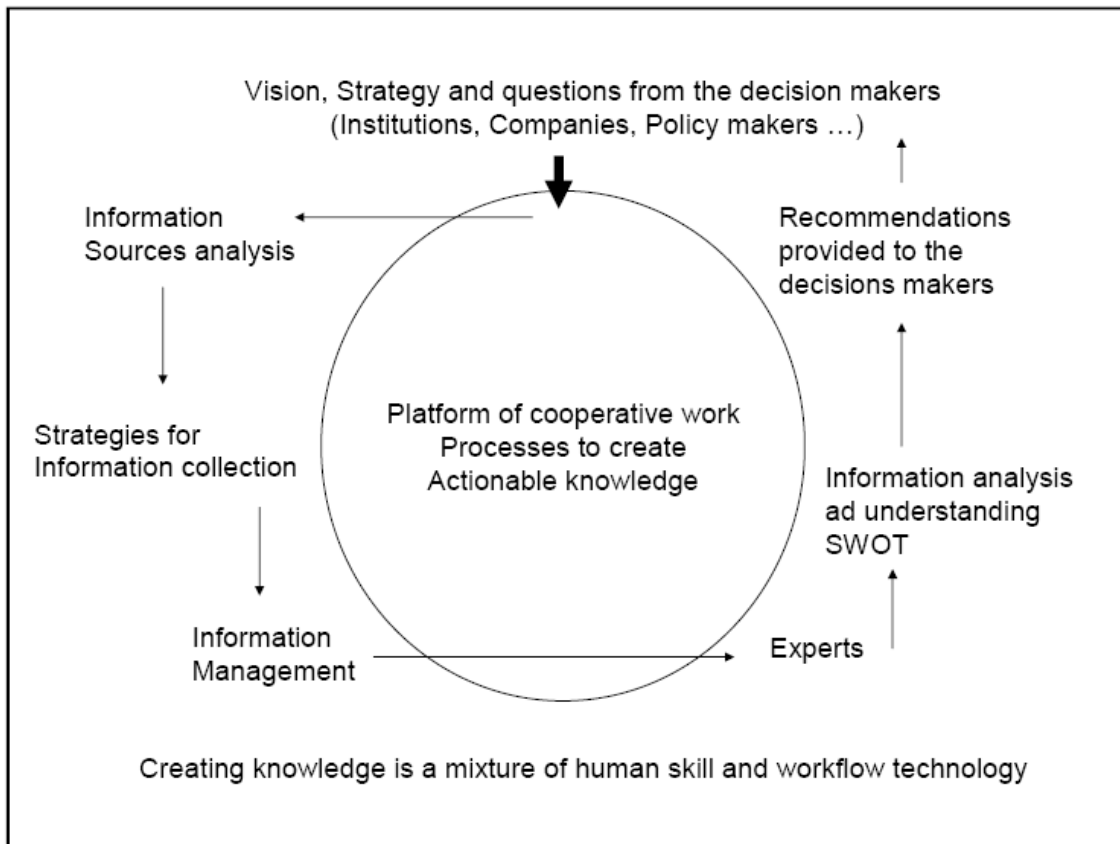 Vision, Strategy and questions from the decision makers
(Institutions, Companies, Policy makers …)
Information
Sources analysis
Strategies for
Information collection
Information
Management
Platform of cooperative work
Processes to create
Actionable knowledge
Experts
Information analysis
ad understanding
SWOT
Recommendations
provided to the
decisions makers
Creating knowledge is a mixture of human skill and workflow technology